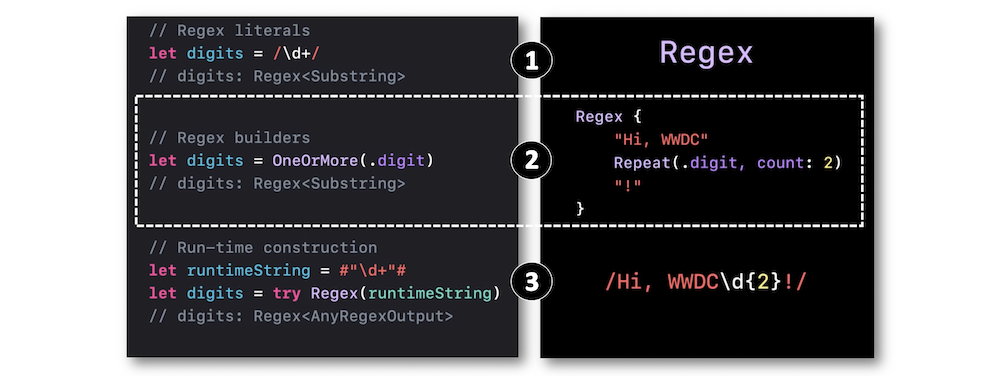 // Regex literals
let digits = /\d+/
// digits: Regex<Substring>
// Regex builders
let digits = OneOrMore(.digit)
// digits: Regex<Substring>
// Run-time construction
let runtimeString = #"\d+"#
let digits = try Regex(runtimeString)
// digits: Regex<AnyRegexOutput>
1
2
3
Regex
Regex {
    "Hi, WWDC"
    Repeat(.digit, count: 2)
    "!"
}
/Hi, WWDC\d{2}!/